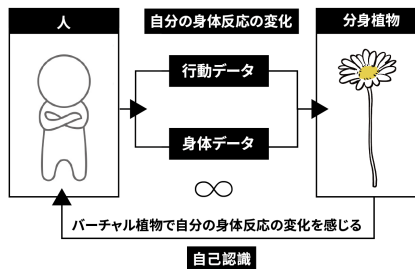 人
自分の身体反応の変化
分身植物
行動データ
身体データ
バーチャル植物で自分の身体反応の変化を感じる
自己認識